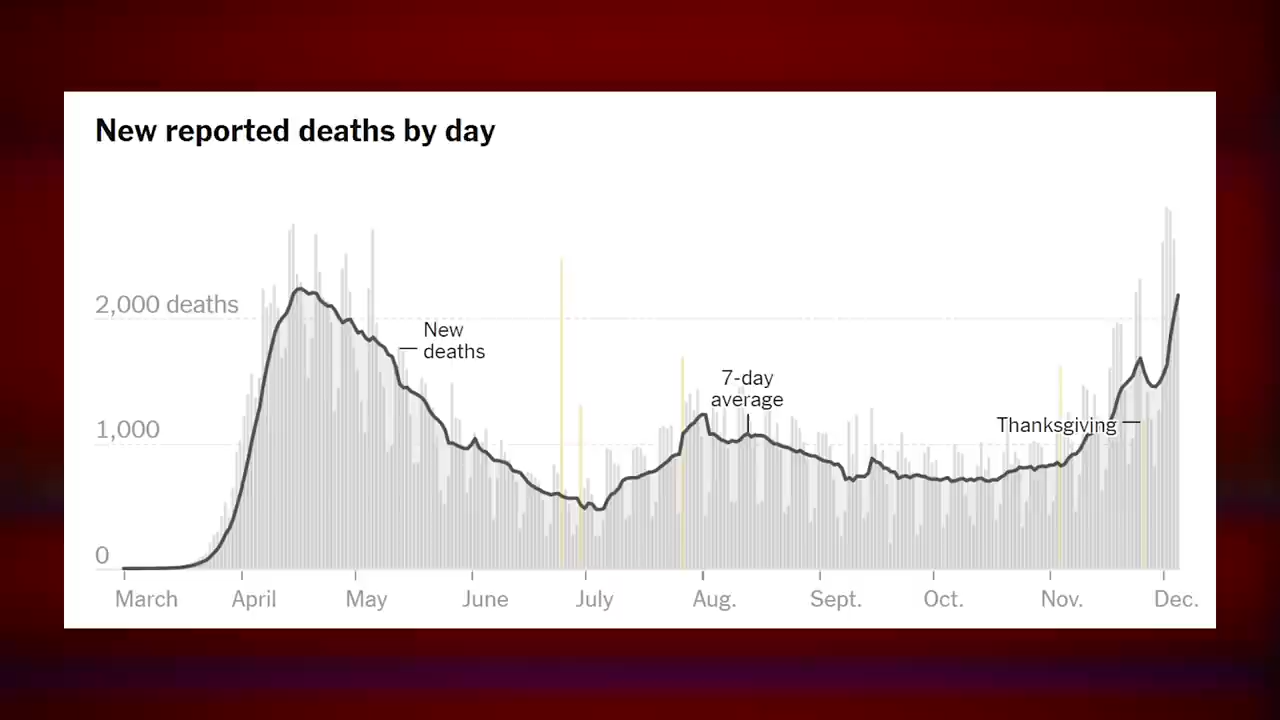 New reported deaths by day
2,000 deaths
New
deaths
7-day
average
1,000
Thanksgiving
0
March April May June July Aug. Sept. Oct. Nov. Dec.